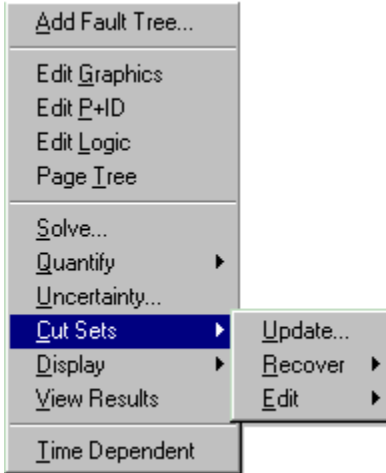 Add Fault Tree...
Edit Graphics
Edit P+ID
Edit Logic
Page Tree
Solve...
Quantify
Uncertainty...
Cut Sets
Update...
Display
Recover
View Results
Edit
Time Dependent